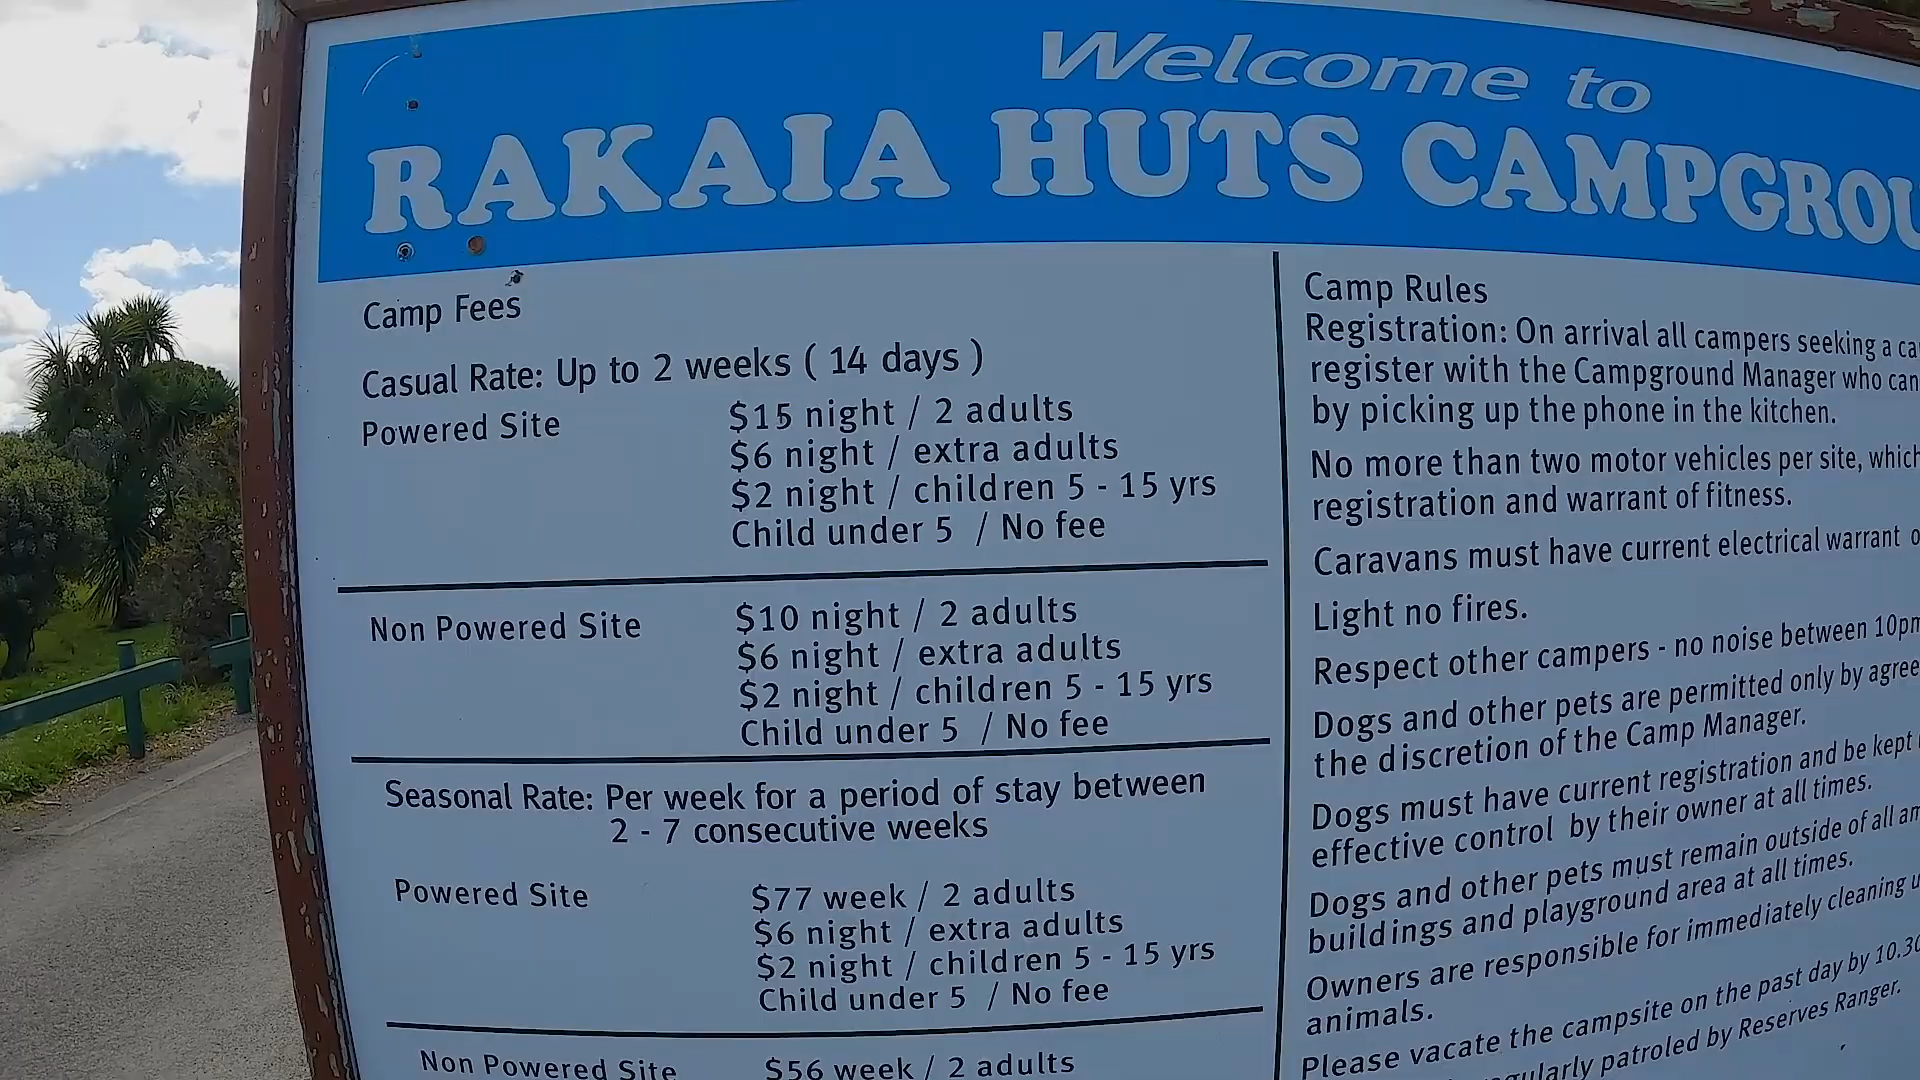 Welcome to
RAKAIA HUTS
Camp Fees
Casual Rate: Up to 2 weeks ( 14 days )
Powered Site
$15 night / 2 adults
$6 night / extra adults
$2 night / children 5 - 15 yrs
Child under 5 / No fee
Non Powered Site
$10 night / 2 adults
$6 night / extra adults
$2 night / children 5 - 15 yrs
Child under 5 / No fee
Seasonal Rate: Per week for a period of stay between
2 - 7 consecutive weeks
Powered Site
$77 week / 2 adults
$6 night / extra adults
$2 night / children 5 - 15 yrs
Child under 5 / No fee
Non Powered Site
$56 week / 2 adults
Camp Rules
Registration: On arrival all campers seeking a
register with the Campground Manager who can
by picking up the phone in the kitchen.
No more than two motor vehicles per site, which
registration and warrant of fitness.
Caravans must have current electrical warrant
Light no fires.
Respect other campers - no noise between 10pm
Dogs and other pets are permitted only by
the discretion of the Camp Manager.
Dogs must have current registration and be kept
effective control by their owner at all times.
Dogs and other pets must remain outside of all
buildings and playground area at all times.
Owners are responsible for immediately cleaning
animals.
Please vacate the campsite on the past day by
patroled by Reserves Ranger.